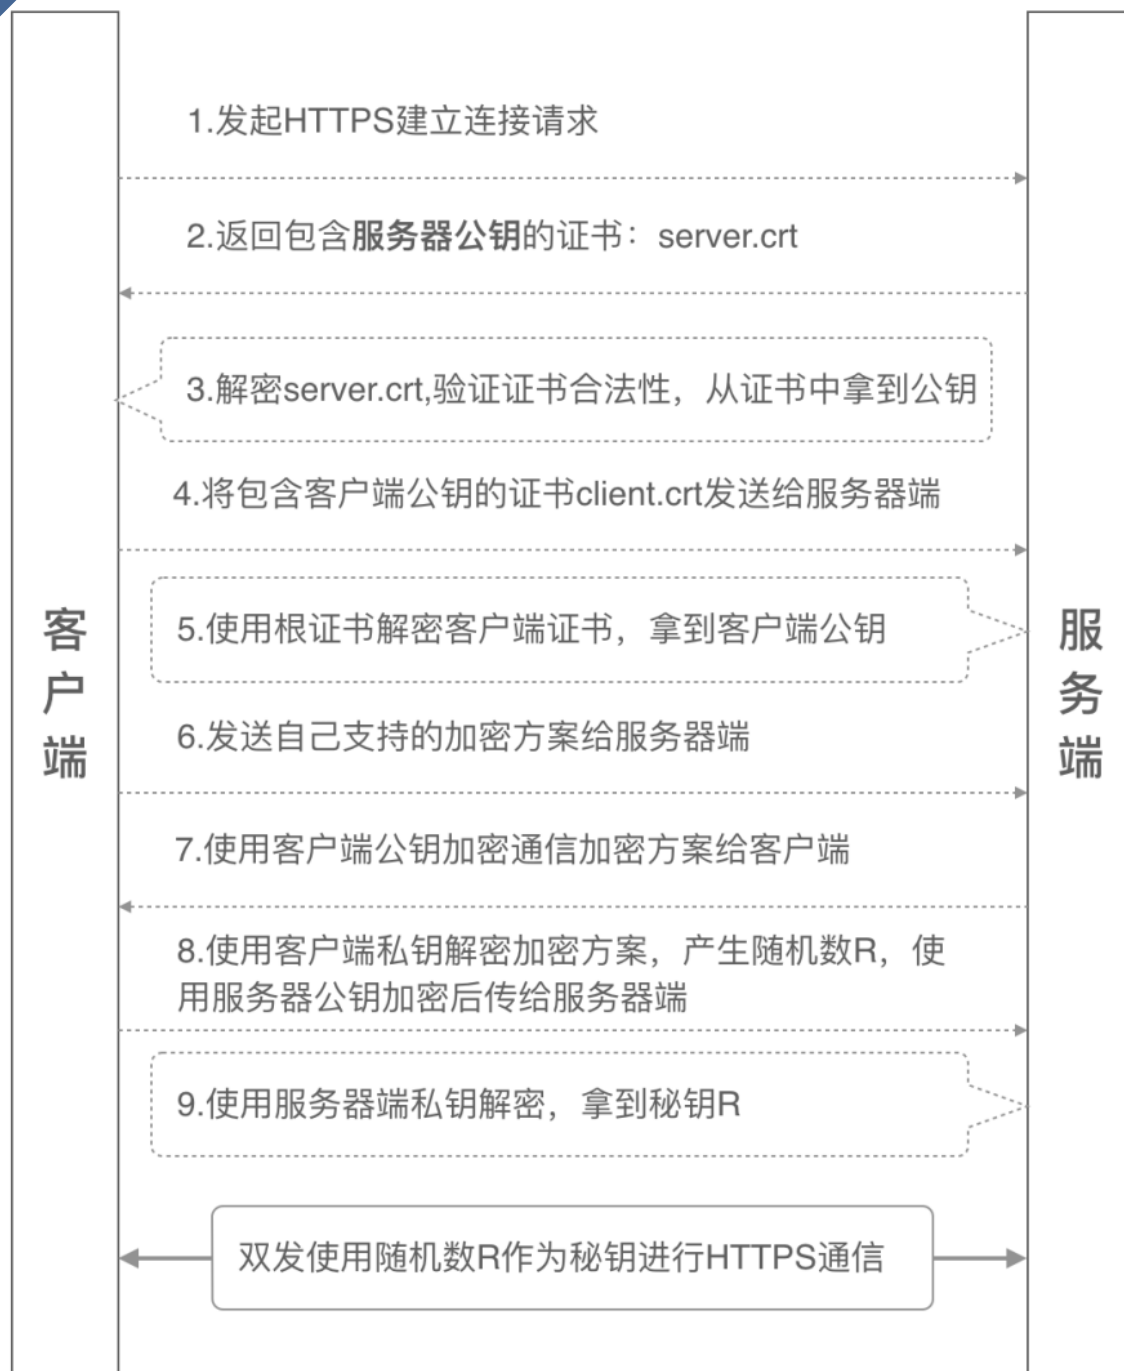 1.发起HTTPS建立连接请求
2.返回包含服务器公钥的证书：server.crt
3.解密server.crt,验证证书合法性，从证书中拿到公钥
4.将包含客户端公钥的证书client.crt发送给服务器端
5.使用根证书解密客户端证书，拿到客户端公钥
6.发送自己支持的加密方案给服务器端
7.使用客户端公钥加密通信加密方案给客户端
8.使用客户端私钥解密加密方案，产生随机数R，使
用服务器公钥加密后传给服务器端
9.使用服务器端私钥解密，拿到秘钥R
双发使用随机数R作为秘钥进行HTTPS通信
客户端
服务端